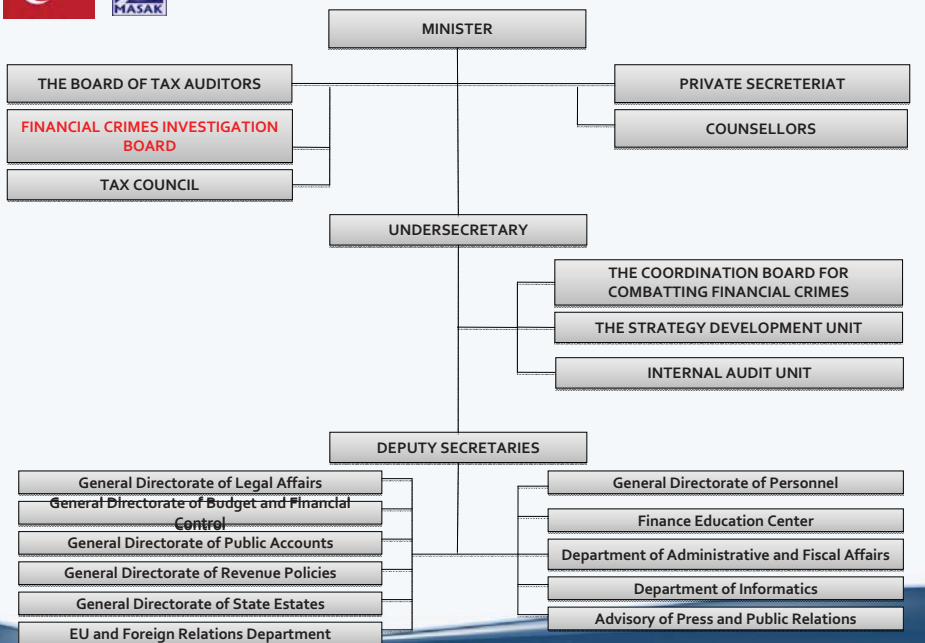 MASAK
MINISTER
THE BOARD OF TAX AUDITORS
PRIVATE SECRETERIAT
FINANCIAL CRIMES INVESTIGATION
BOARD
COUNSELLORS
TAX COUNCIL
UNDERSECRETARY
THE COORDINATION BOARD FOR
COMBATTING FINANCIAL CRIMES
THE STRATEGY DEVELOPMENT UNIT
INTERNAL AUDIT UNIT
DEPUTY SECRETARIES
General Directorate of Legal Affairs
General Directorate of Budget and Financial
Control
General Directorate of Public Accounts
General Directorate of Revenue Policies
General Directorate of State Estates
EU and Foreign Relations Department
General Directorate of Personnel
Finance Education Center
Department of Administrative and Fiscal Affairs
Department of Informatics
Advisory of Press and Public Relations